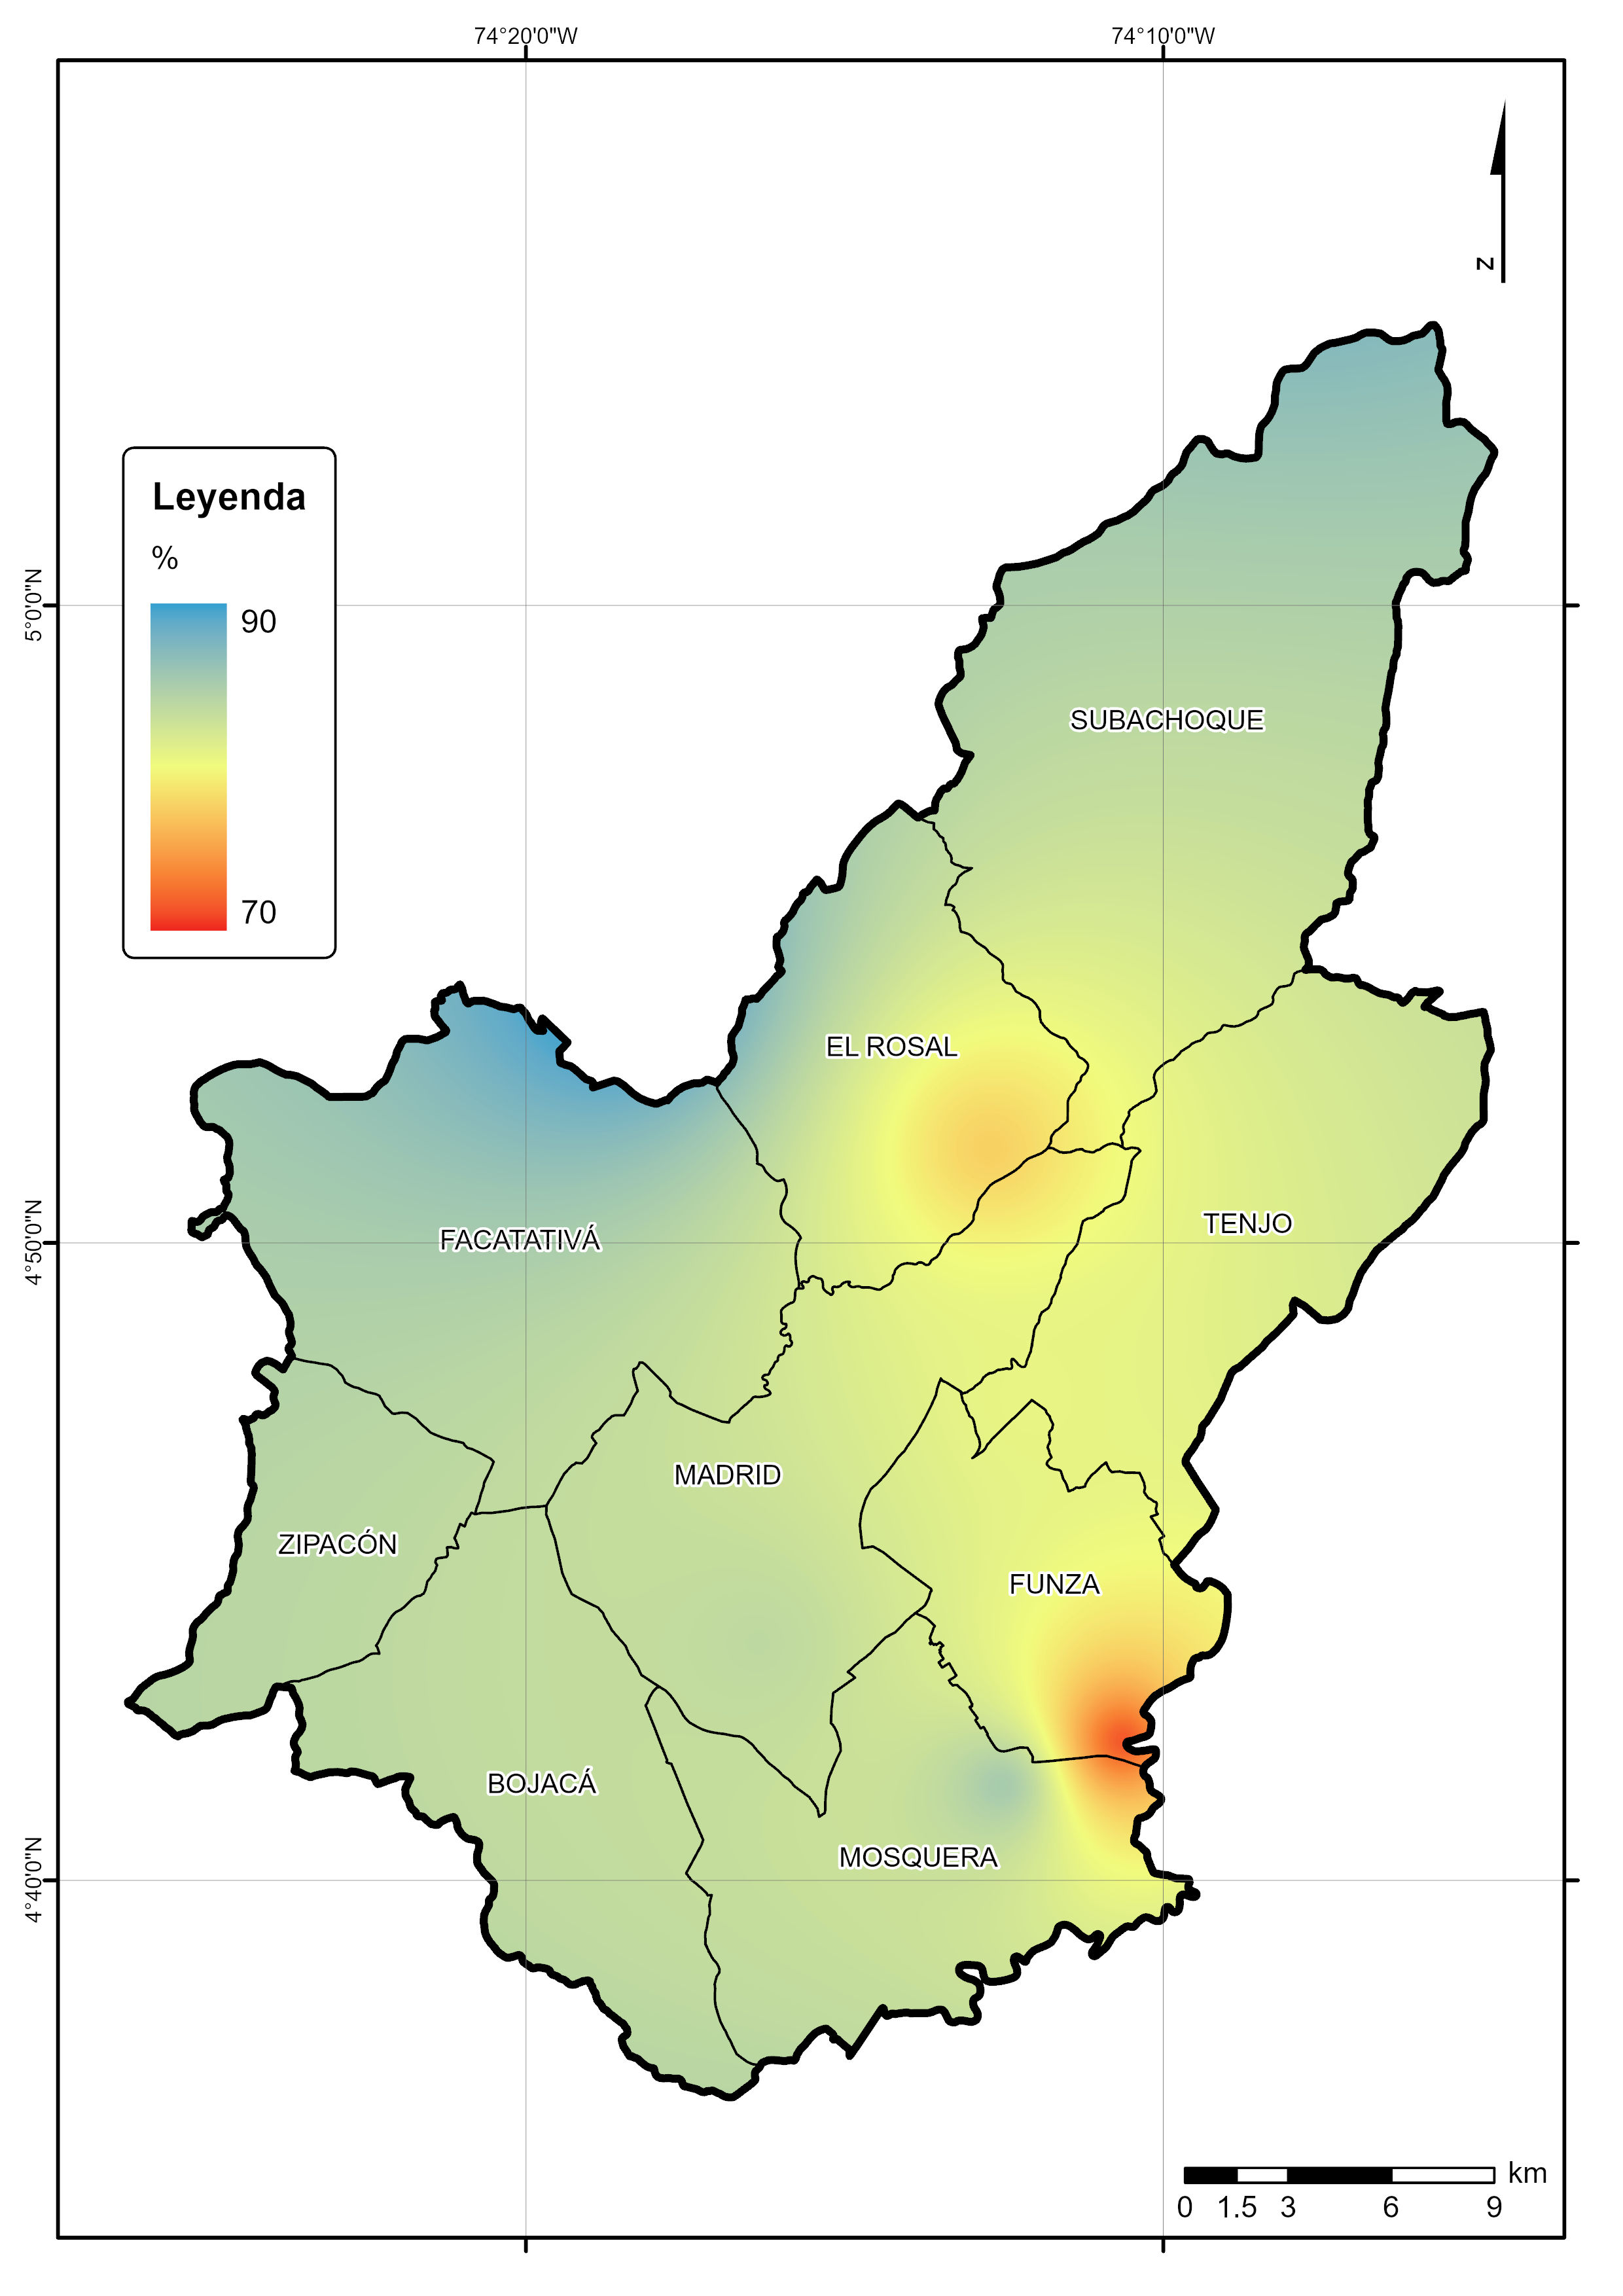 74°20'0"W
74°10'0"W
N
Leyenda
%
90
70
5°0'0"N
4°50'0"N
4°40'0"N
SUBACHOQUE
EL ROSAL
TENJO
FACATATIVÁ
MADRID
ZIPACÓN
FUNZA
BOJACÁ
MOSQUERA
km
0 1.5 3 6 9